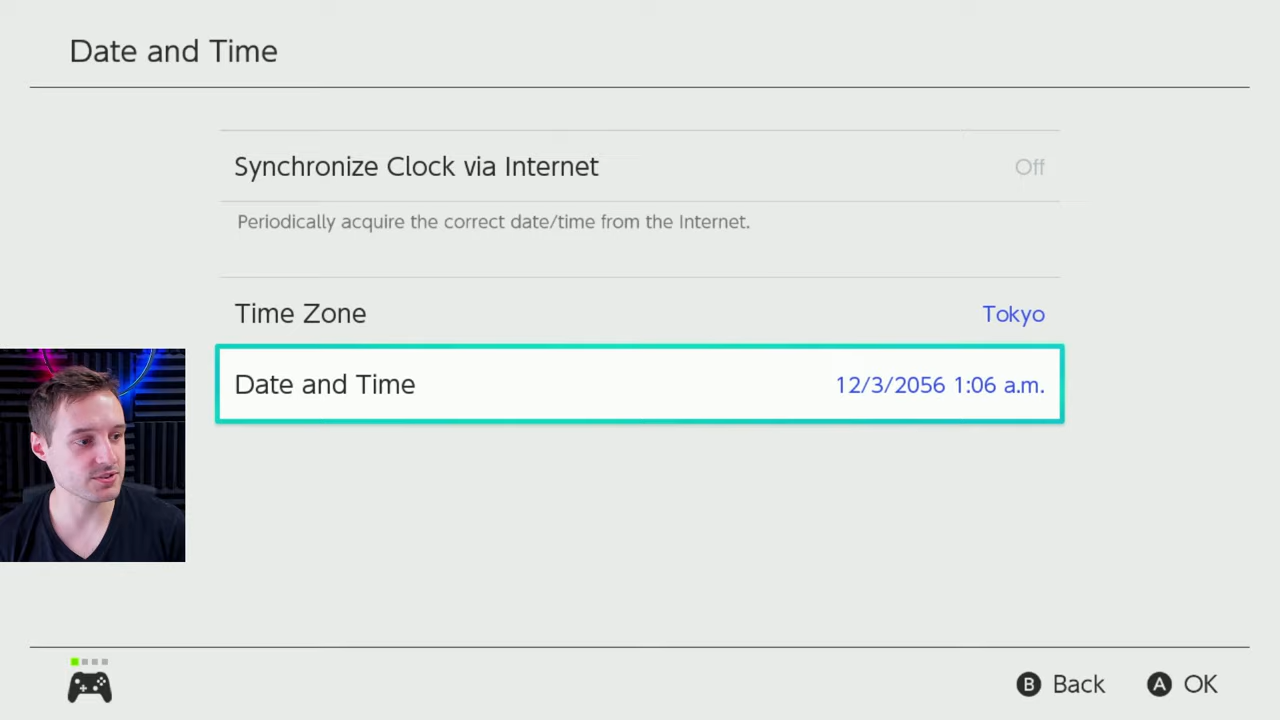 Date and Time
Synchronize Clock via Internet Off
Periodically acquire the correct date/time from the Internet.
Time Zone Tokyo
Date and Time 12/3/2056 1:06 a.m.
B Back A OK